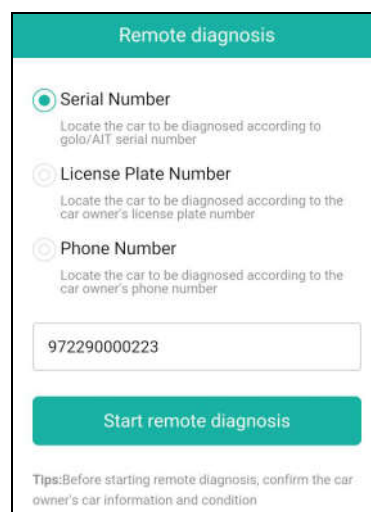 Remote diagnosis
Serial Number
Locate the car to be diagnosed according to
golo/AIT serial number
License Plate Number
Locate the car to be diagnosed according to the
car owner's license plate number
Phone Number
Locate the car to be diagnosed according to the
car owner's phone number
972290000223
Start remote diagnosis
Tips:Before starting remote diagnosis, confirm the car
owner's car information and condition